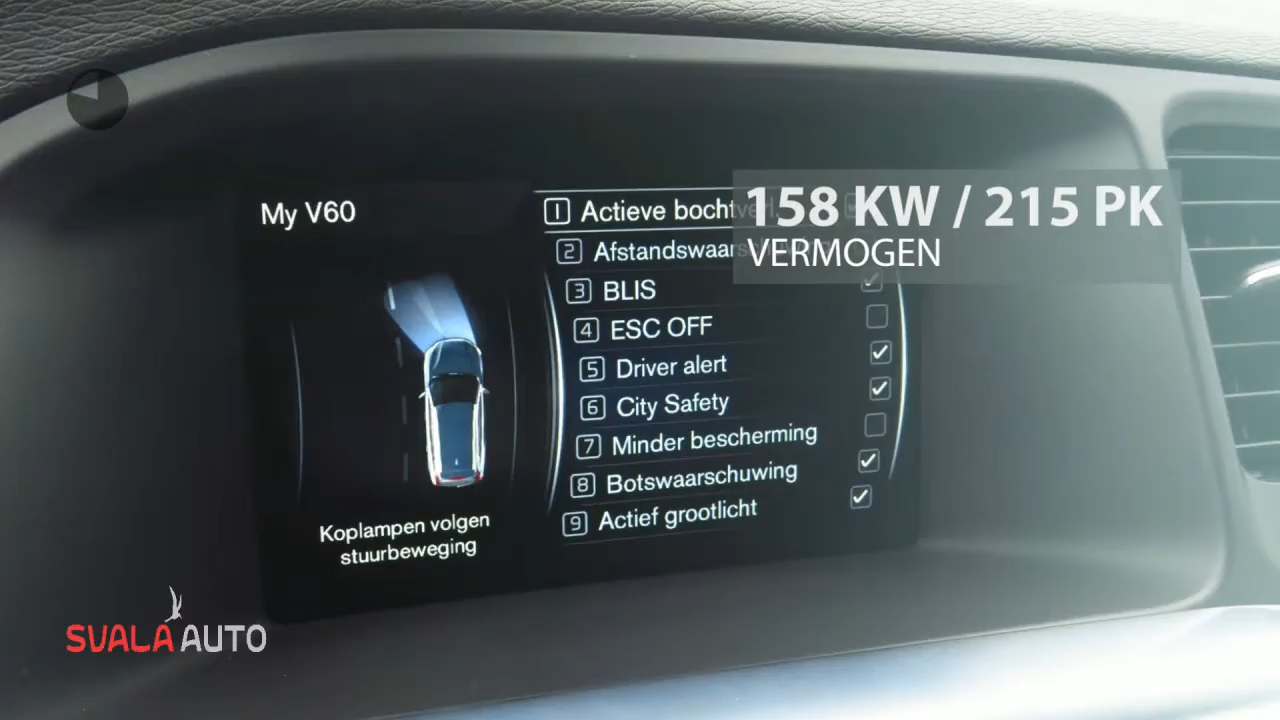 My V60
1 Actieve bochtverl.
158 KW / 215 PK
VERMOGEN
2 Afstandswaars
3 BLIS
4 ESC OFF
5 Driver alert
6 City Safety
7 Minder bescherming
8 Botswaarschuwing
9 Actief grootlicht
Koplampen volgen
stuurbeweging
SVALA AUTO